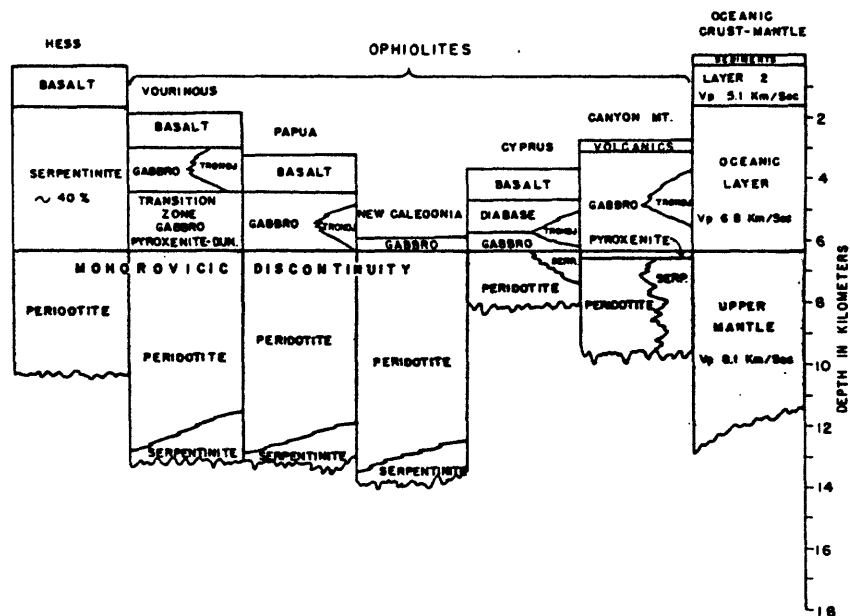 HESS
BASALT
SERPENTINITE
~ 40 %
PERIDOTITE
OPHIOLITES
VOURINOUS
BASALT
GABBRO
TRONDJ
TRANSITION
ZONE
GABBRO
PYROXENITE-DUN.
MOHOROVICIC DISCONTINUITY
PERIDOTITE
SERPENTINITE
PAPUA
BASALT
GABBRO
TRONDJ
PERIDOTITE
SERPENTINITE
NEW CALEDONIA
GABBRO
PERIDOTITE
SERPENTINITE
CYPRUS
BASALT
DIABASE
TRONDJ
GABBRO
SERP.
PERIDOTITE
CANYON MT.
VOLCANICS
GABBRO
TRONDJ
PYROXENITE
SERP.
PERIDOTITE
OCEANIC
CRUST-MANTLE
SEDIMENTS
LAYER 2
Vp 5.1 Km/Sec
OCEANIC
LAYER
Vp 6.8 Km/Sec
UPPER
MANTLE
Vp 8.1 Km/Sec
2
4
6
8
10
12
14
16
18
DEPTH IN KILOMETERS